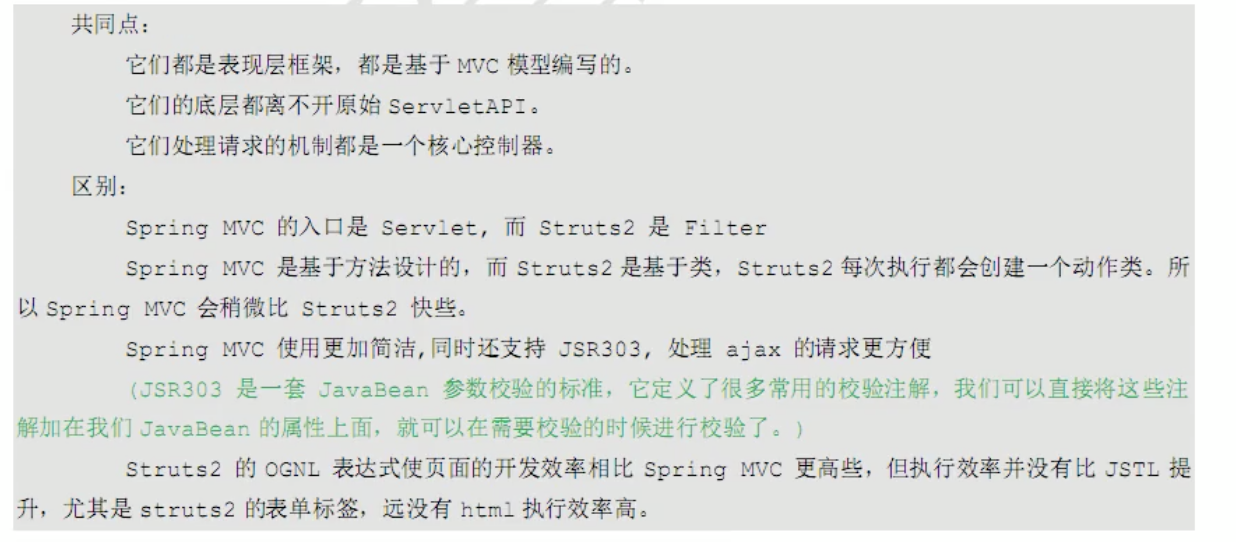 共同点：
它们都是表现层框架，都是基于 MVC 模型编写的。
它们的底层都离不开原始 ServletAPI。
它们处理请求的机制都是一个核心控制器。
区别：
Spring MVC 的入口是 Servlet, 而 Struts2 是 Filter
Spring MVC 是基于方法设计的，而 Struts2 是基于类，Struts2 每次执行都会创建一个动作类。所
以 Spring MVC 会稍微比 Struts2 快些。
Spring MVC 使用更加简洁,同时还支持 JSR303, 处理 ajax 的请求更方便
(JSR303 是一套 JavaBean 参数校验的标准，它定义了很多常用的校验注解，我们可以直接将这些注
解加在我们 JavaBean 的属性上面，就可以在需要校验的时候进行校验了。)
Struts2 的 OGNL 表达式使页面的开发效率相比 Spring MVC 更高些，但执行效率并没有比 JSTL 提
升，尤其是 struts2 的表单标签，远没有 html 执行效率高。